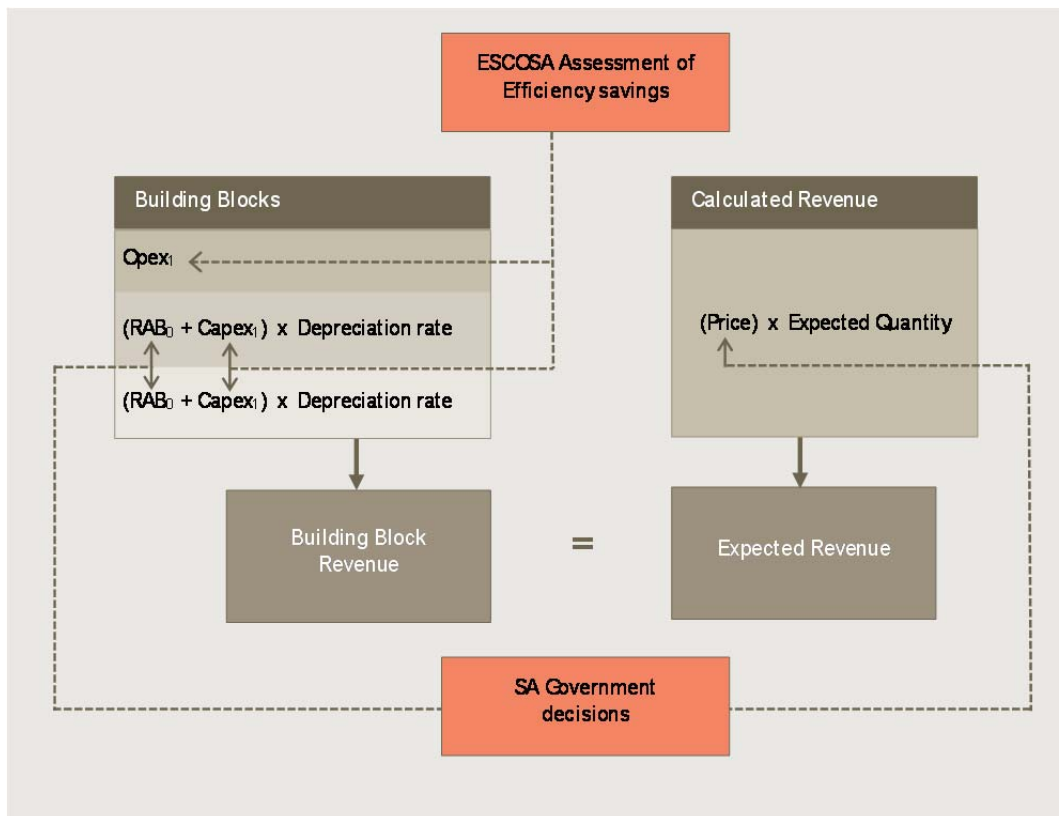 ESCOSA Assessment of
Efficiency savings
Building Blocks
Opex₁
(RAB₀ + Capex₁) x Depreciation rate
(RAB₀ + Capex₁) x Depreciation rate
Calculated Revenue
(Price) x Expected Quantity
Building Block
Revenue
=
Expected Revenue
SA Government
decisions